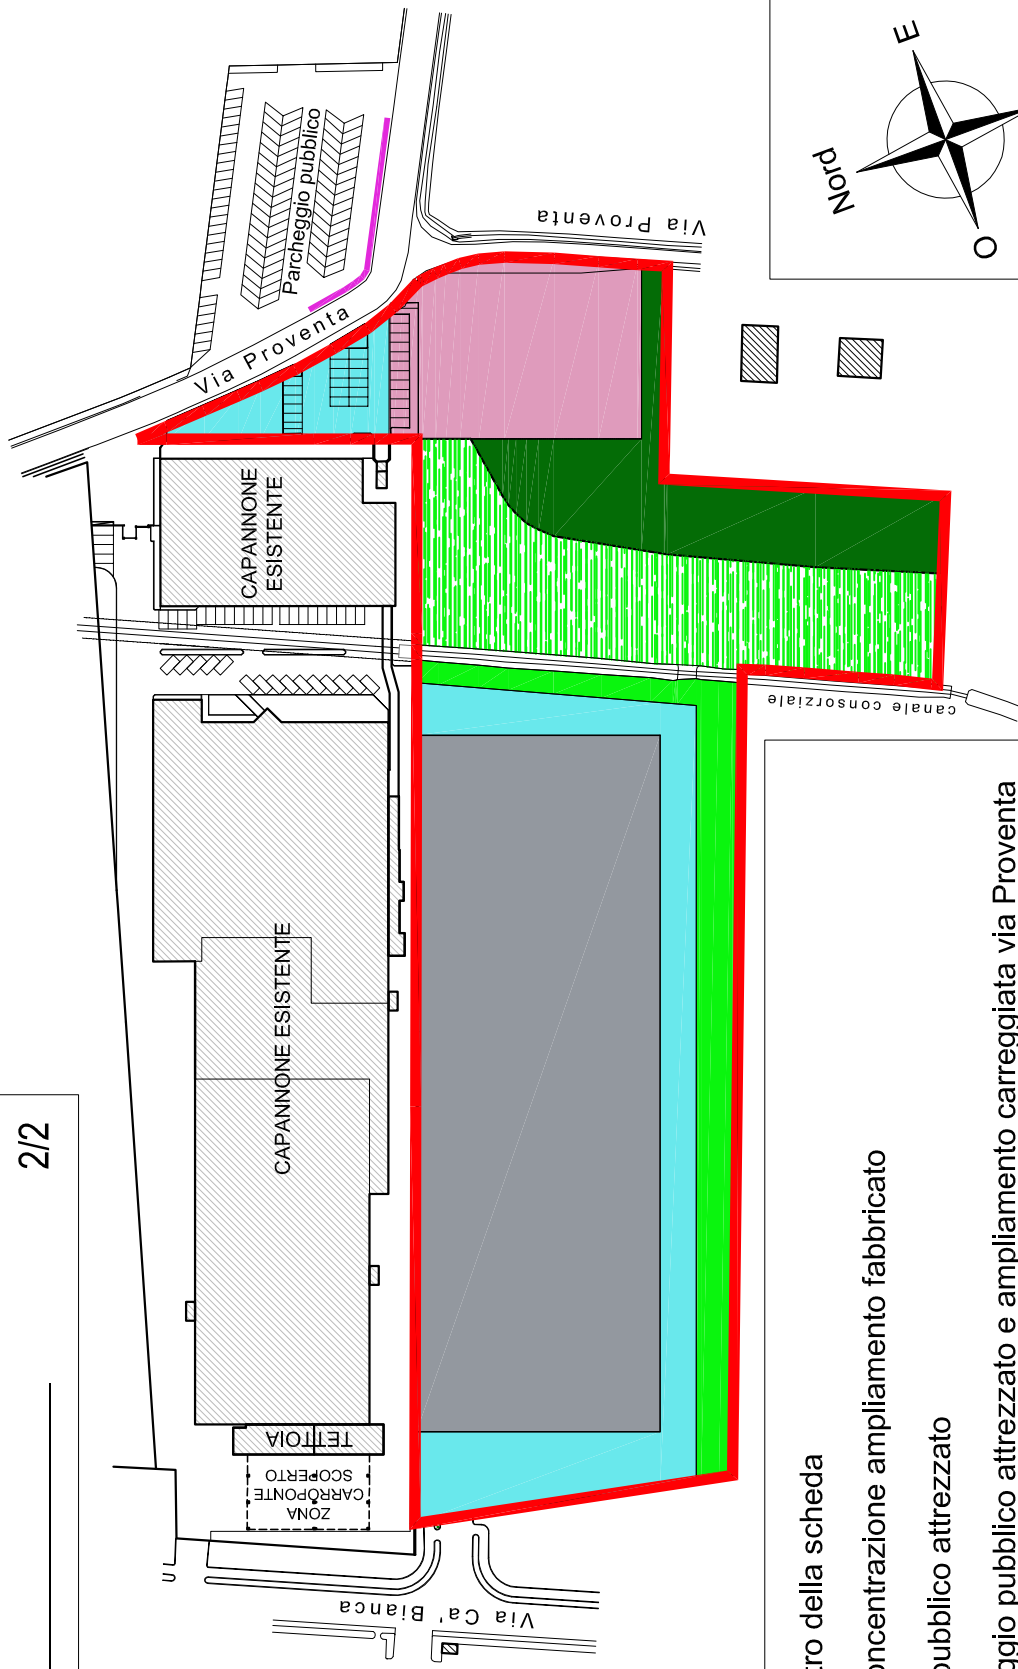 2/2
Parcheggio pubblico
Via Proventa
Via Proventa
Nord
E
O
CAPANNONE
ESISTENTE
CAPANNONE ESISTENTE
TETTOIA
ZONA
CARROPONTE
SCOPERTO
canale consorziale
Via Ca' Bianca
tro della scheda
oncentrazione ampliamento fabbricato
pubblico attrezzato
ggio pubblico attrezzato e ampliamento carreggiata via Proventa